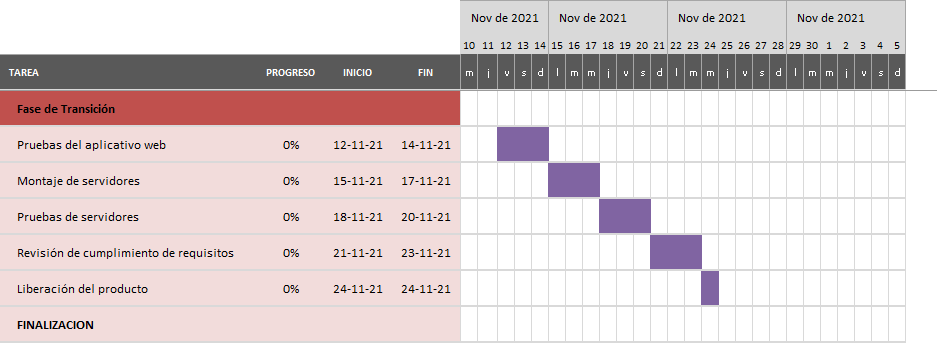 Nov de 2021 Nov de 2021 Nov de 2021 Nov de 2021
10 11 12 13 14 15 16 17 18 19 20 21 22 23 24 25 26 27 28 29 30 1 2 3 4 5
TAREA PROGRESO INICIO FIN m j v s d l m m j v s d l m m j v s d l m m j v s d
Fase de Transición
Pruebas del aplicativo web 0% 12-11-21 14-11-21
Montaje de servidores 0% 15-11-21 17-11-21
Pruebas de servidores 0% 18-11-21 20-11-21
Revisión de cumplimiento de requisitos 0% 21-11-21 23-11-21
Liberación del producto 0% 24-11-21 24-11-21
FINALIZACION